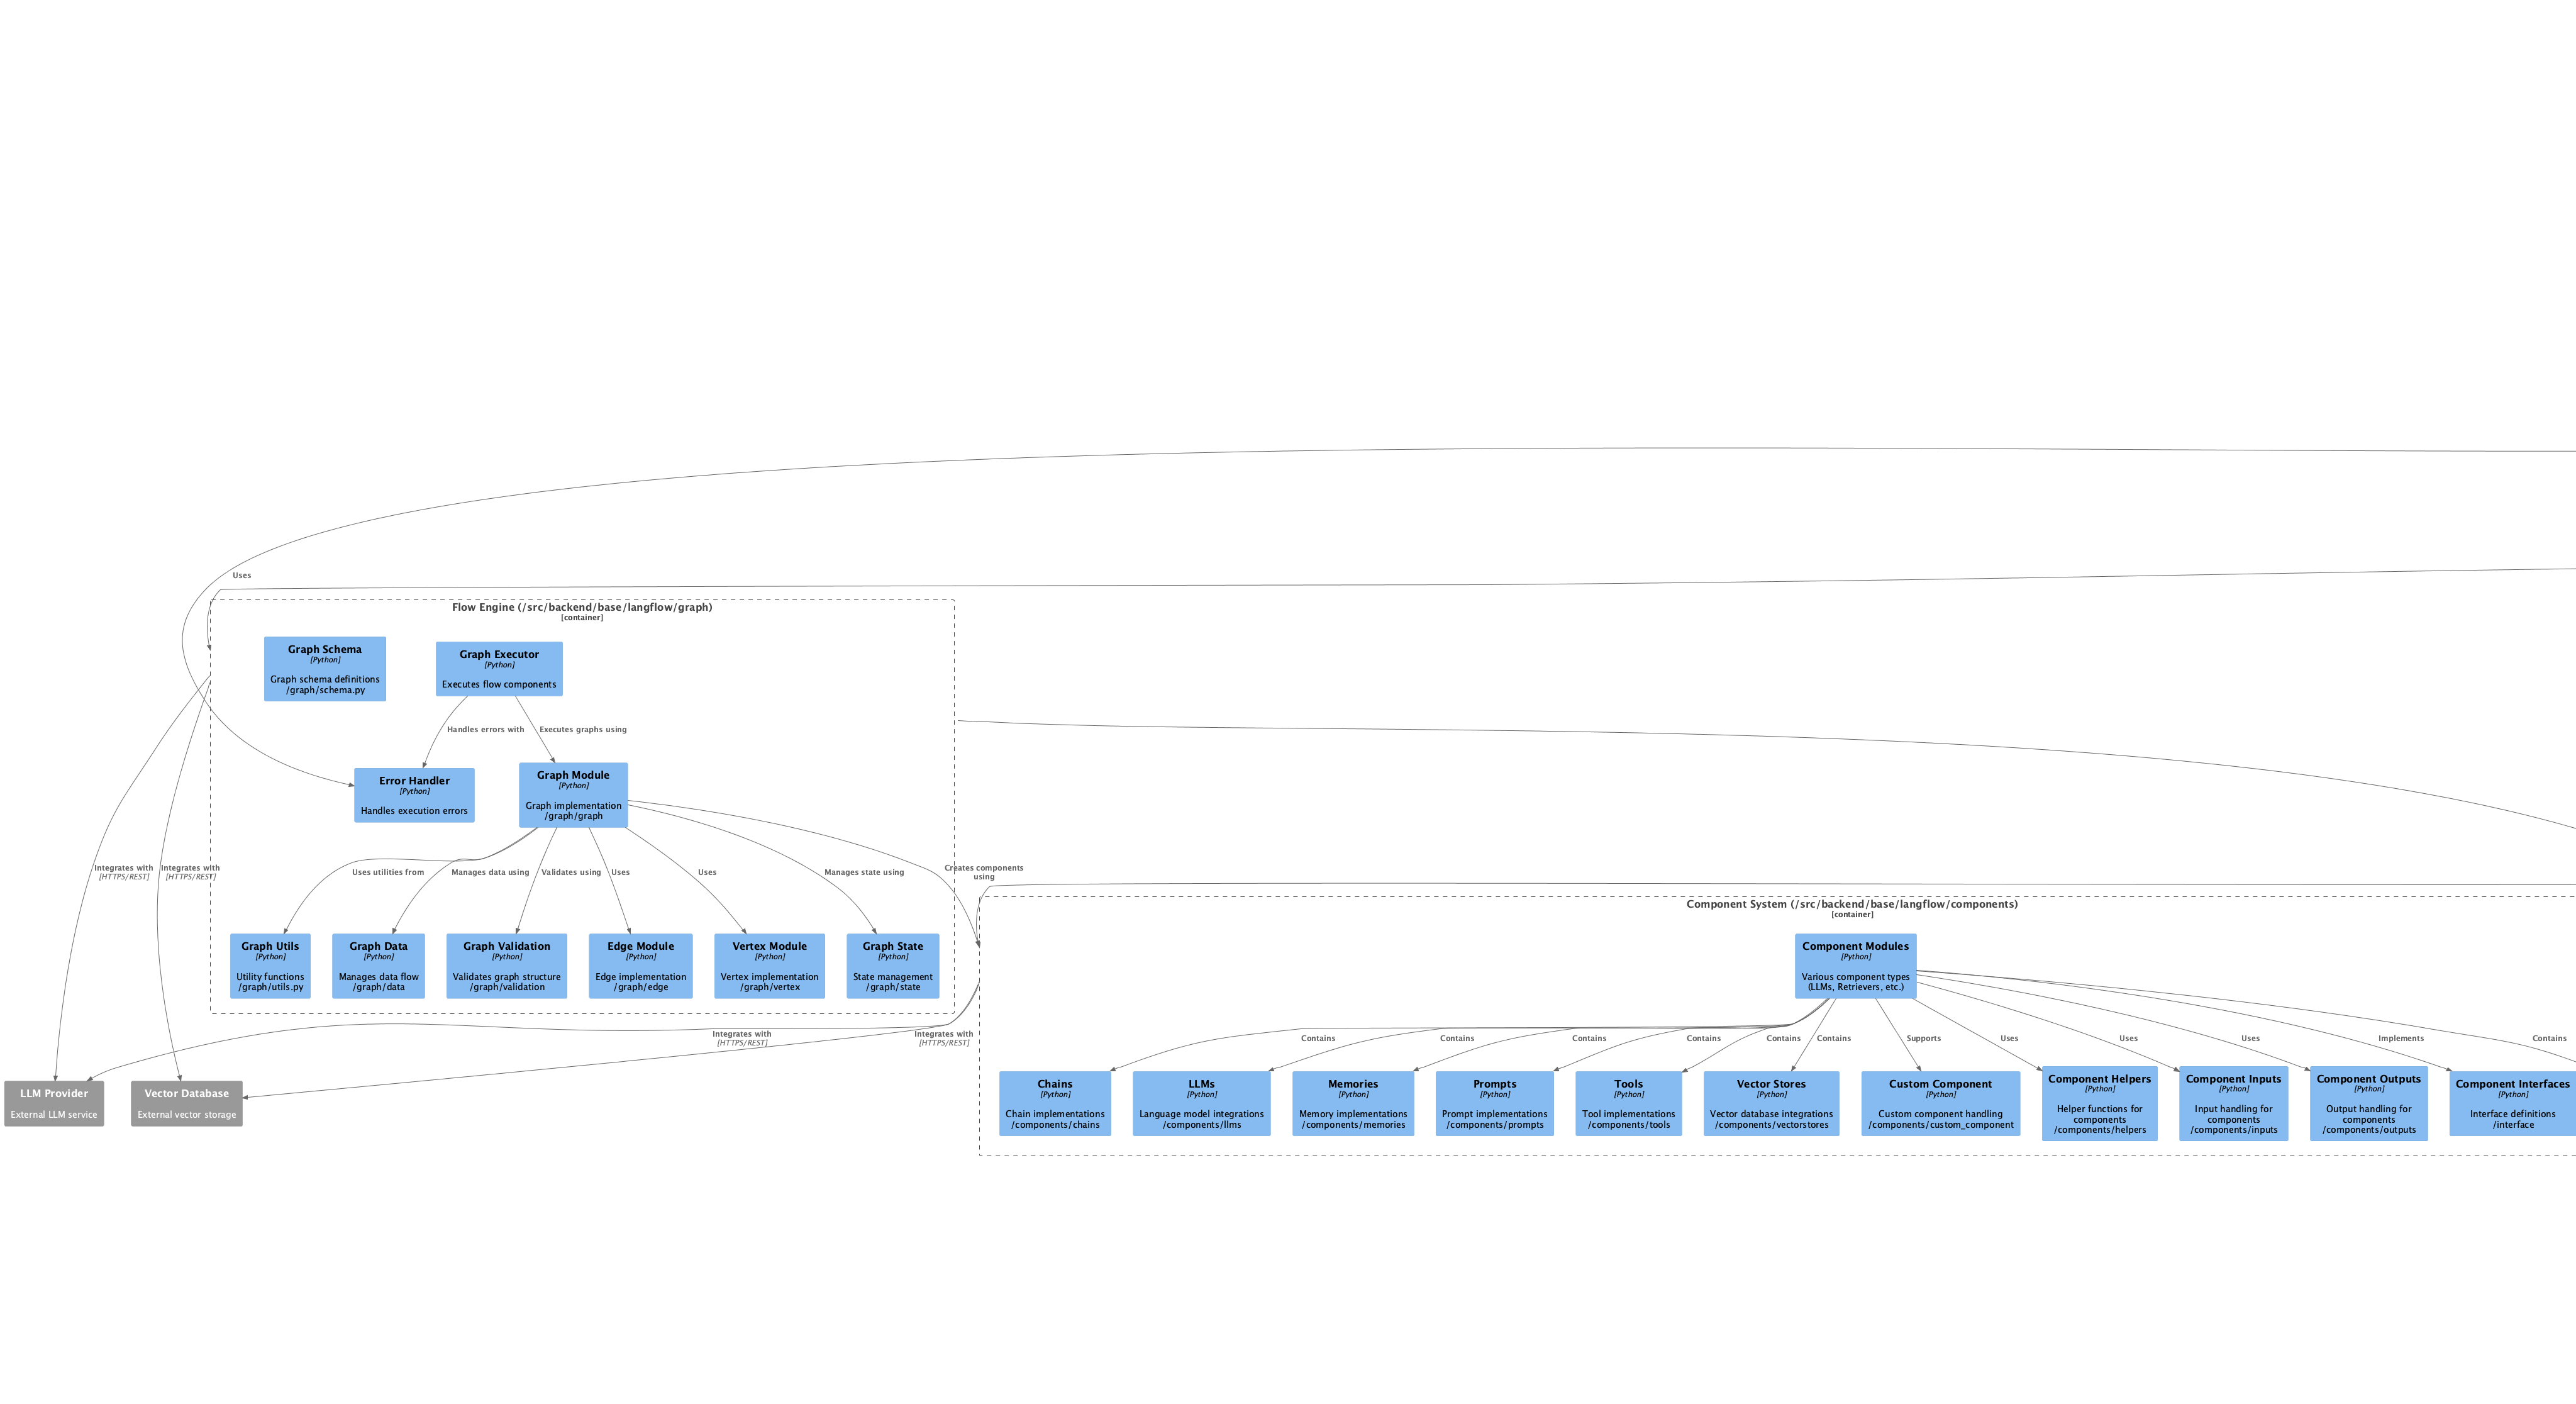 Uses
Flow Engine (/src/backend/base/langflow/graph)
[container]
Graph Schema
[Python]
Graph schema definitions
/graph/schema.py
Graph Executor
[Python]
Executes flow components
Handles errors with
Executes graphs using
Error Handler
[Python]
Handles execution errors
Graph Module
[Python]
Graph implementation
/graph/graph
Integrates with
[HTTPS/REST]
Integrates with
[HTTPS/REST]
Uses utilities from
Manages data using
Validates using
Uses
Uses
Manages state using
Creates components
using
Graph Utils
[Python]
Utility functions
/graph/utils.py
Graph Data
[Python]
Manages data flow
/graph/data
Graph Validation
[Python]
Validates graph structure
/graph/validation
Edge Module
[Python]
Edge implementation
/graph/edge
Vertex Module
[Python]
Vertex implementation
/graph/vertex
Graph State
[Python]
State management
/graph/state
Component System (/src/backend/base/langflow/components)
[container]
Component Modules
[Python]
Various component types
(LLMs, Retrievers, etc.)
Integrates with
[HTTPS/REST]
Integrates with
[HTTPS/REST]
Contains
Contains
Contains
Contains
Contains
Contains
Supports
Uses
Uses
Uses
Implements
Contains
LLM Provider
External LLM service
Vector Database
External vector storage
Chains
[Python]
Chain implementations
/components/chains
LLMs
[Python]
Language model integrations
/components/llms
Memories
[Python]
Memory implementations
/components/memories
Prompts
[Python]
Prompt implementations
/components/prompts
Tools
[Python]
Tool implementations
/components/tools
Vector Stores
[Python]
Vector database integrations
/components/vectorstores
Custom Component
[Python]
Custom component handling
/components/custom_component
Component Helpers
[Python]
Helper functions for
components
/components/helpers
Component Inputs
[Python]
Input handling for
components
/components/inputs
Component Outputs
[Python]
Output handling for
components
/components/outputs
Component Interfaces
[Python]
Interface definitions
/interface